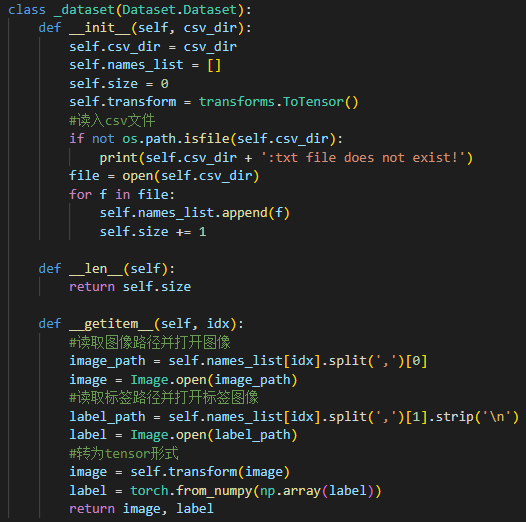 class _dataset(Dataset.Dataset):
    def __init__(self, csv_dir):
        self.csv_dir = csv_dir
        self.names_list = []
        self.size = 0
        self.transform = transforms.ToTensor()
        #读入csv文件
        if not os.path.isfile(self.csv_dir):
            print(self.csv_dir + ':txt file does not exist!')
        file = open(self.csv_dir)
        for f in file:
            self.names_list.append(f)
            self.size += 1
    def __len__(self):
        return self.size
    def __getitem__(self, idx):
        #读取图像路径并打开图像
        image_path = self.names_list[idx].split(',')[0]
        image = Image.open(image_path)
        #读取标签路径并打开标签图像
        label_path = self.names_list[idx].split(',')[1].strip('\n')
        label = Image.open(label_path)
        #转为tensor形式
        image = self.transform(image)
        label = torch.from_numpy(np.array(label))
        return image, label